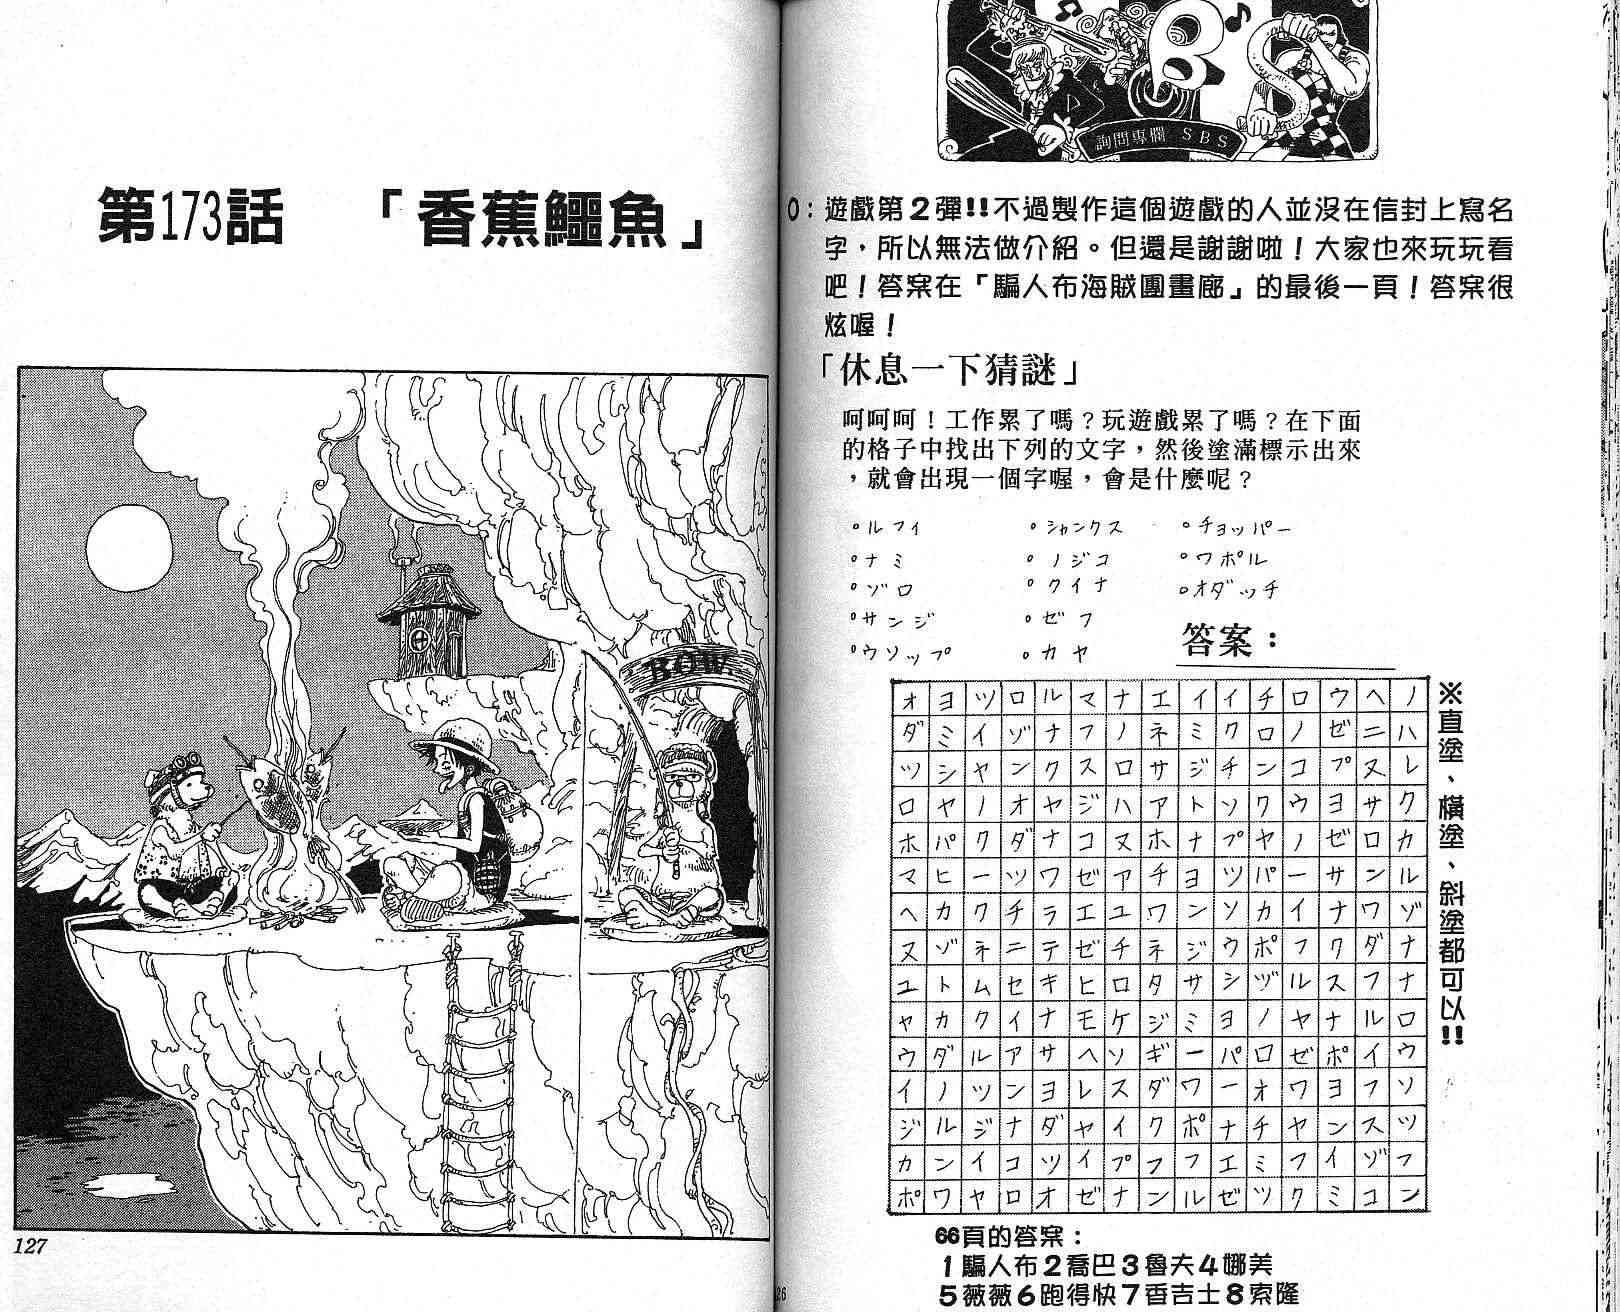 第173話　「香蕉鱷魚」
BOW
127
B S
詢問專欄 SBS
O：遊戲第2彈!!不過製作這個遊戲的人並沒在信封上寫名
字，所以無法做介紹。但還是謝謝啦！大家也來玩玩看
吧！答案在「騙人布海賊團畫廊」的最後一頁！答案很
炫喔！
「休息一下猜謎」
呵呵呵！工作累了嗎？玩遊戲累了嗎？在下面
的格子中找出下列的文字，然後塗滿標示出來
，就會出現一個字喔，會是什麼呢？
。ルフィ 。シャンクス 。チョッパー
。ナミ 。ノジコ 。ワポル
。ゾロ 。クイナ 。オダッチ
。サンジ 。ゼフ
。ウソップ 。カヤ
答案：
オヨツロルマナエイイチロウヘノ
ダミイゾナフノネミクロノゼニハ
ツシャンクスロサジチンコプヌレ
ロヤノオヤジハアトソクウヨサク
ホパクダナコヌホナプヤノゼロカ
マヒーツワゼアチヨツパーサンル
ヘカクチラエユワンソカイナワゾ
ヌゾネニテゼチネジウポフクダナ
ユトムセキヒロタサシヅルスフナ
ヤカクイナモケジミヨノヤナルロ
ウダルアサヘソギーパロゼポイウ
イノツンヨレスダワーオワヨフソ
ジルジナダヤイクポナチヤンスツ
カンイコツイプフフエミフイゾフ
ポワヤロオゼナンルゼツクミコン
※直塗、橫塗、斜塗都可以!!
66頁的答案：
1騙人布2喬巴3魯夫4娜美
5薇薇6跑得快7香吉士8索隆
26